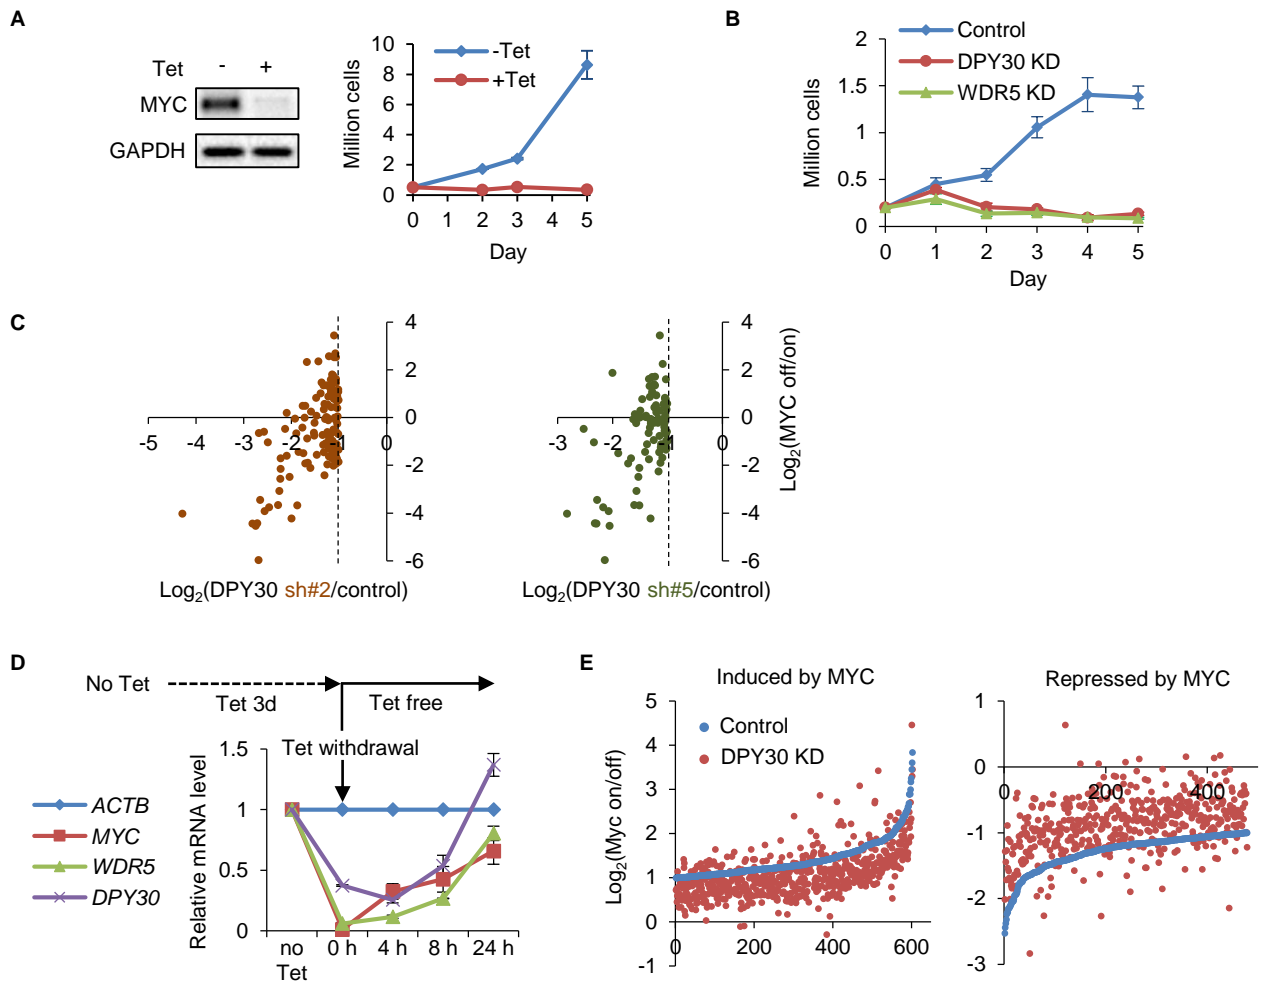 A
Tet - +
MYC
GAPDH
Million cells
10
8
6
4
2
0
-Tet
+Tet
0 1 2 3 5
Day
B
Million cells
2
1.5
1
0.5
0
Control
DPY30 KD
WDR5 KD
0 1 2 3 4 5
Day
C
4
2
0
-2
-4
-6
-5 -4 -3 -2 -1 0
Log2(DPY30 sh#2/control)
4
2
0
-2
-4
-6
-3 -2 -1 0
Log2(DPY30 sh#5/control)
Log2(MYC off/on)
D
No Tet
Tet 3d
Tet free
Tet withdrawal
Relative mRNA level
1.5
1
0.5
0
ACTB
MYC
WDR5
DPY30
no Tet 0 h 4 h 8 h 24 h
E
Induced by MYC
Log2(Myc on/off)
5
4
3
2
1
0
-1
Control
DPY30 KD
0 200 400 600
Repressed by MYC
1
0
-1
-2
-3
0 200 400